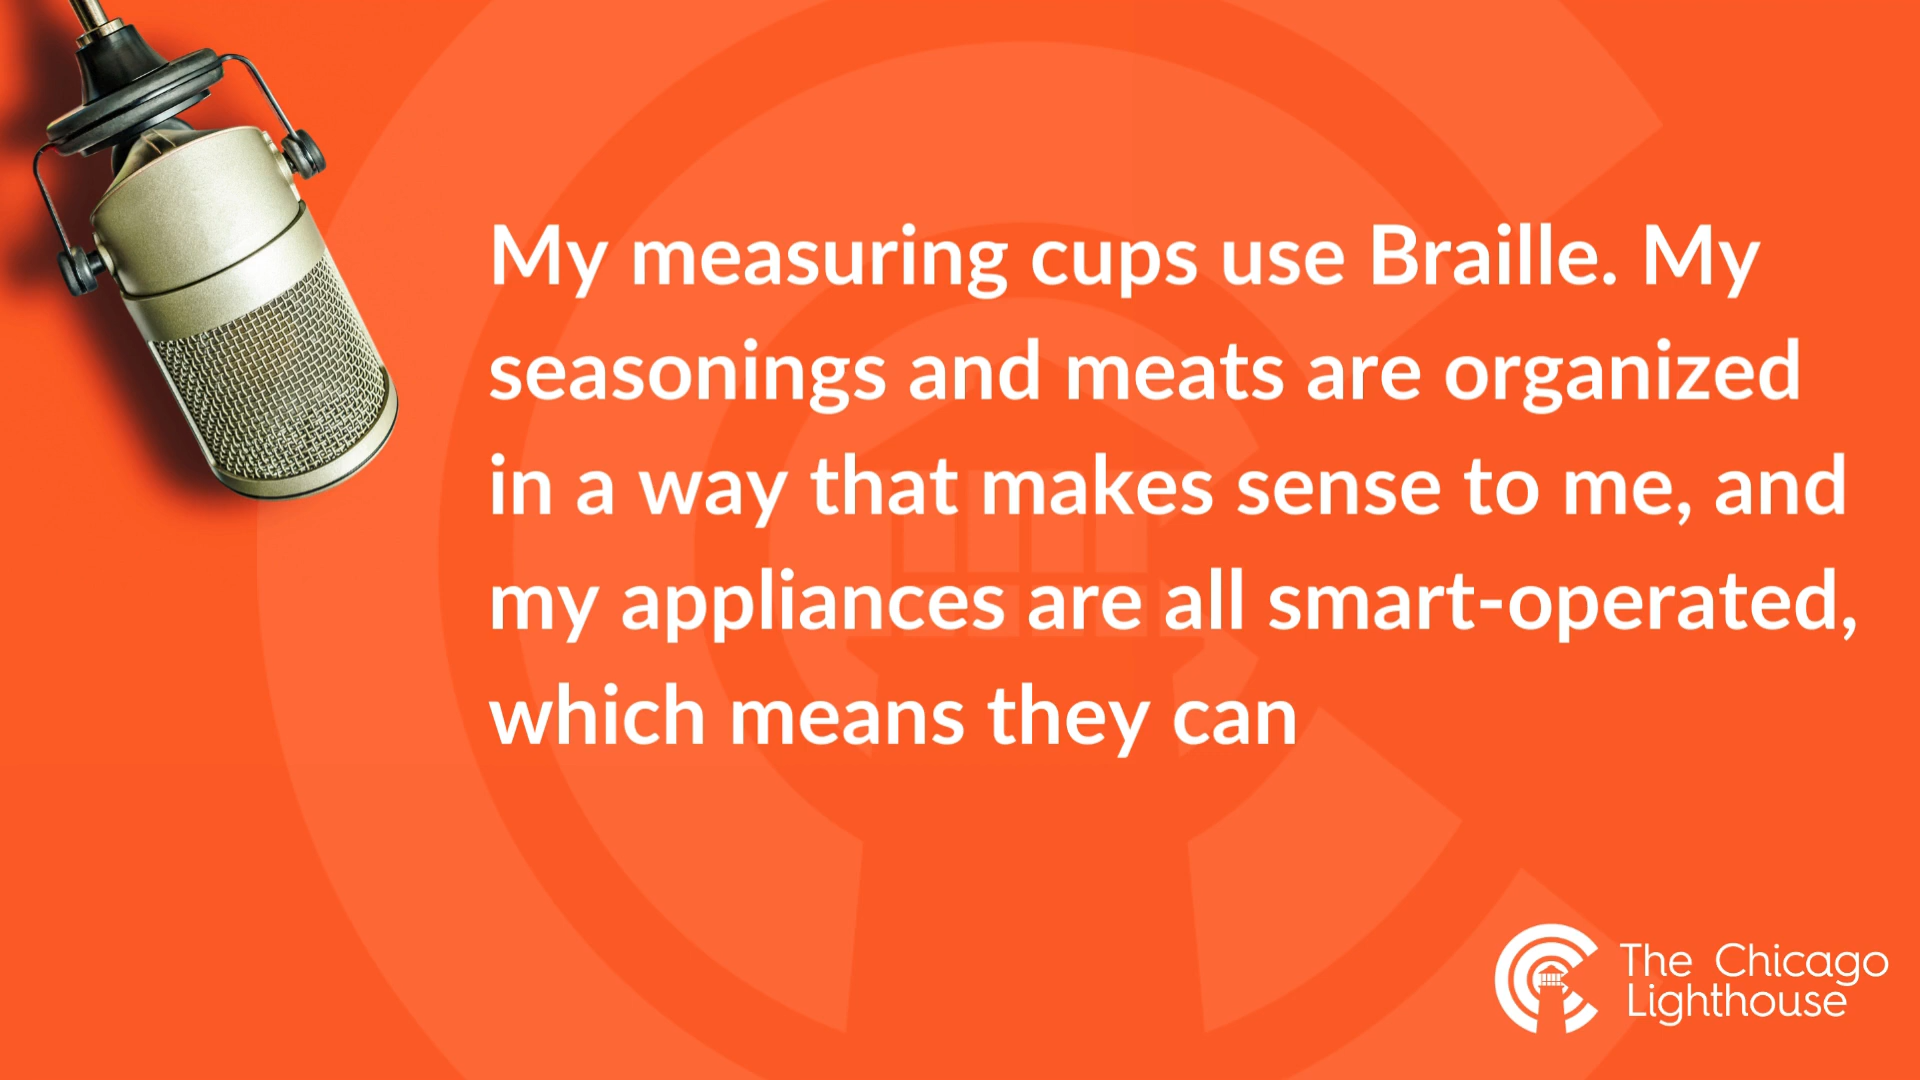 My measuring cups use Braille. My
seasonings and meats are organized
in a way that makes sense to me, and
my appliances are all smart-operated,
which means they can
The Chicago
Lighthouse